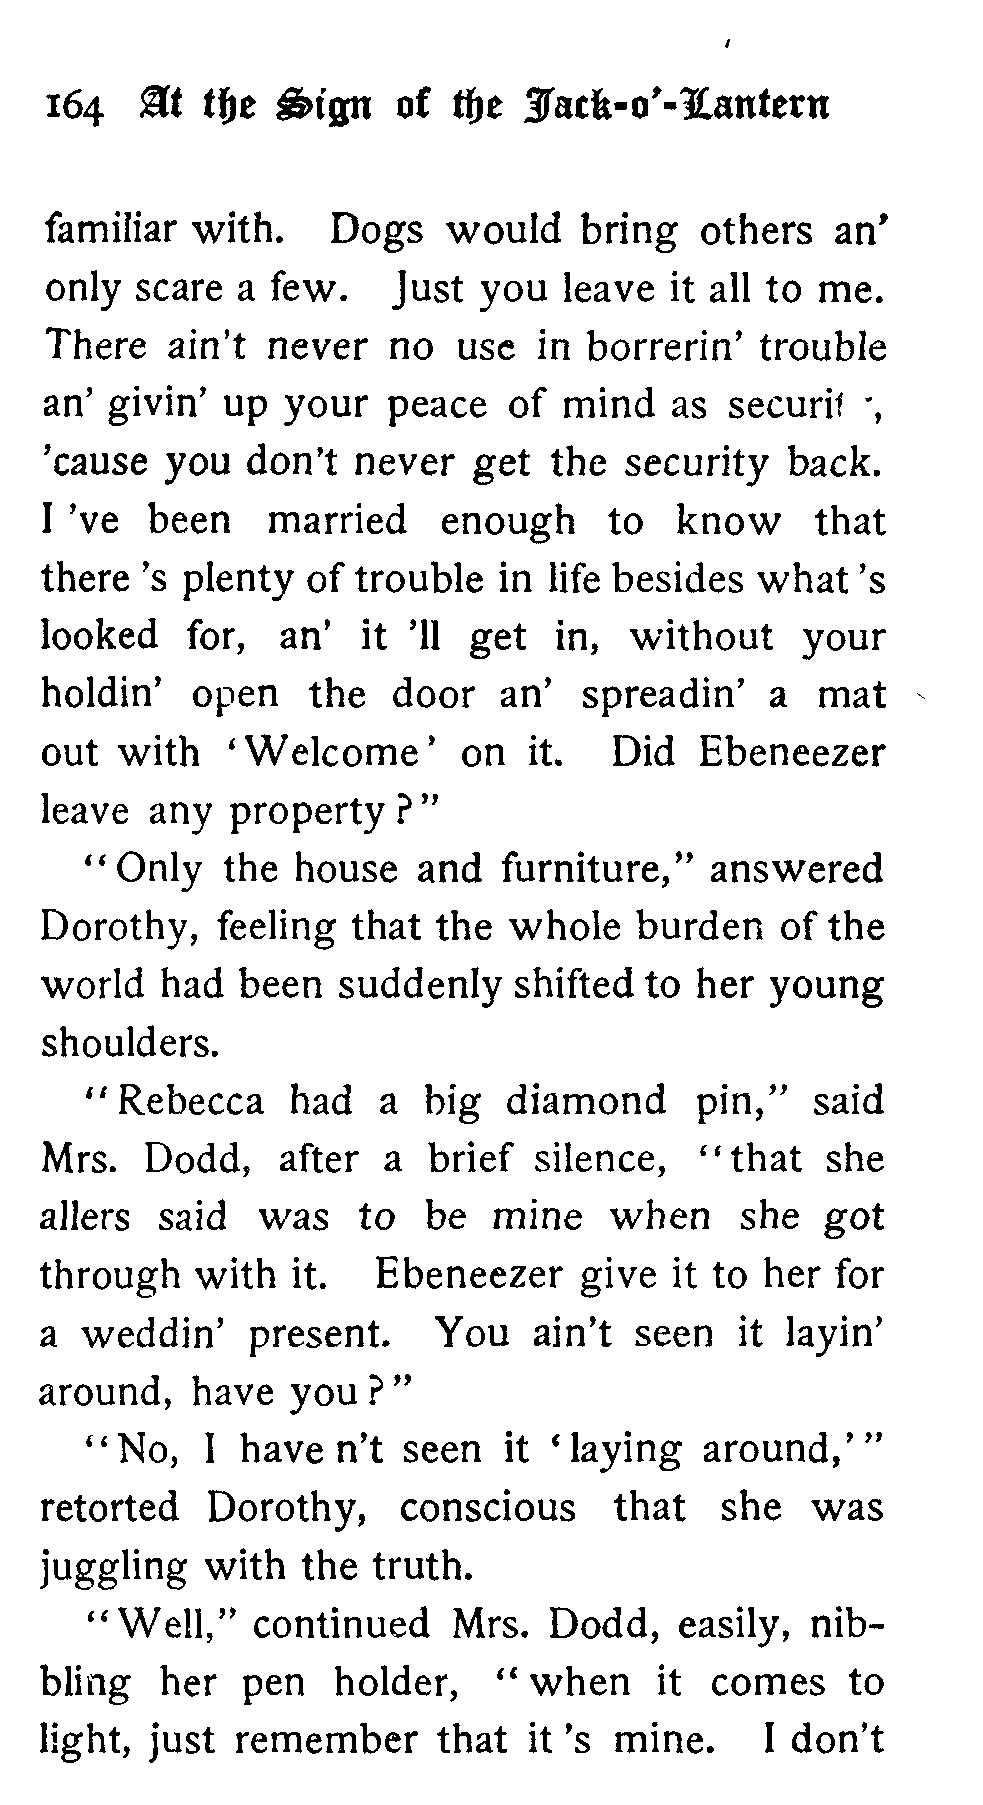 164 At the Sign of the Jack-o'-Lantern
familiar with. Dogs would bring others an'
only scare a few. Just you leave it all to me.
There ain't never no use in borrerin' trouble
an' givin' up your peace of mind as security,
'cause you don't never get the security back.
I 've been married enough to know that
there 's plenty of trouble in life besides what 's
looked for, an' it 'll get in, without your
holdin' open the door an' spreadin' a mat
out with 'Welcome' on it. Did Ebeneezer
leave any property?"
"Only the house and furniture," answered
Dorothy, feeling that the whole burden of the
world had been suddenly shifted to her young
shoulders.
"Rebecca had a big diamond pin," said
Mrs. Dodd, after a brief silence, "that she
allers said was to be mine when she got
through with it. Ebeneezer give it to her for
a weddin' present. You ain't seen it layin'
around, have you?"
"No, I have n't seen it 'laying around,'"
retorted Dorothy, conscious that she was
juggling with the truth.
"Well," continued Mrs. Dodd, easily, nib-
bling her pen holder, "when it comes to
light, just remember that it 's mine. I don't